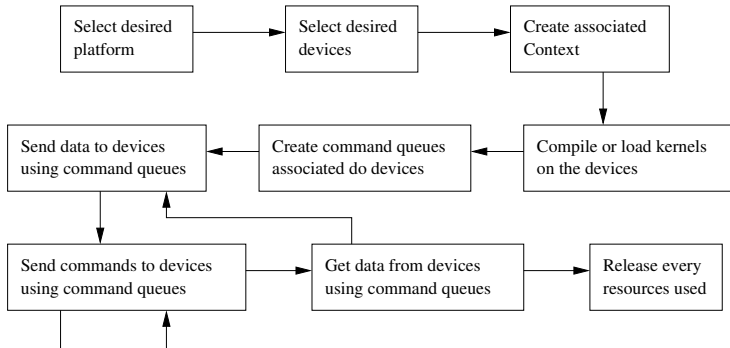 Select desired
platform
Select desired
devices
Create associated
Context
Send data to devices
using command queues
Create command queues
associated do devices
Compile or load kernels
on the devices
Send commands to devices
using command queues
Get data from devices
using command queues
Release every
resources used